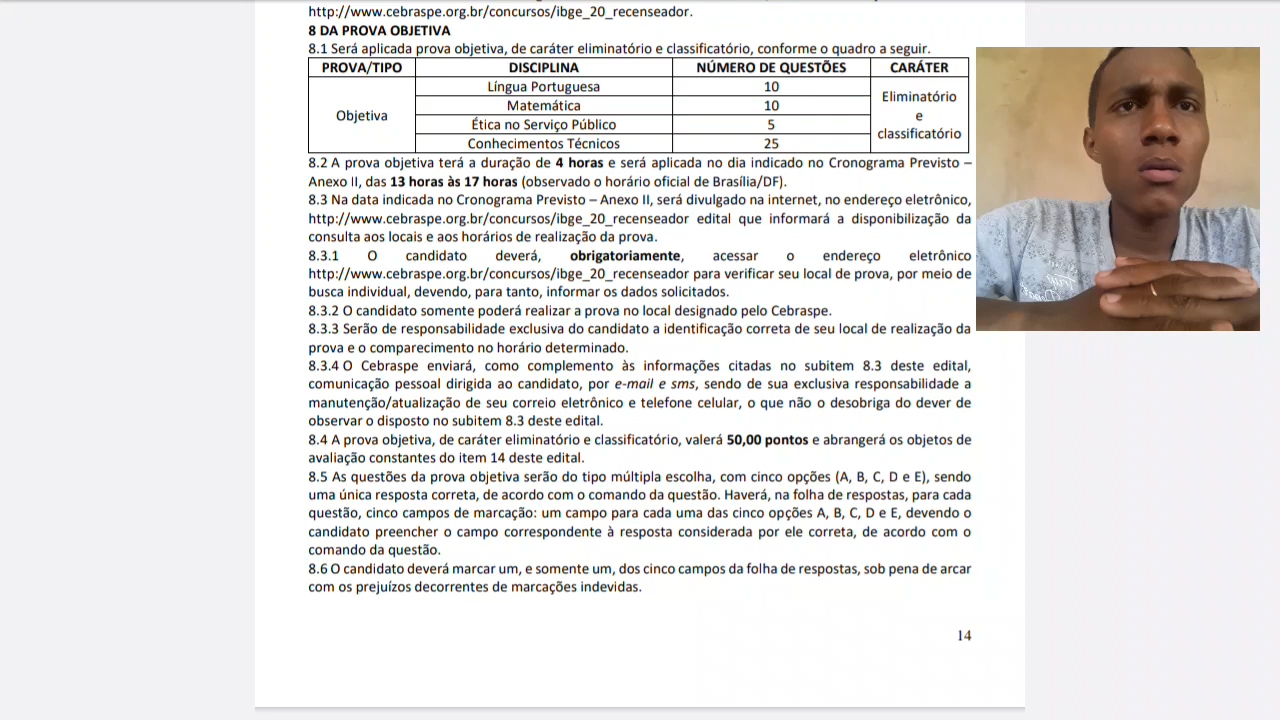 http://www.cebraspe.org.br/concursos/ibge_20_recenseador.
8 DA PROVA OBJETIVA
8.1 Será aplicada prova objetiva, de caráter eliminatório e classificatório, conforme o quadro a seguir.
PROVA/TIPO DISCIPLINA NÚMERO DE QUESTÕES CARÁTER
Objetiva
Língua Portuguesa 10
Matemática 10
Ética no Serviço Público 5
Conhecimentos Técnicos 25
Eliminatório
e
classificatório
8.2 A prova objetiva terá a duração de 4 horas e será aplicada no dia indicado no Cronograma Previsto –
Anexo II, das 13 horas às 17 horas (observado o horário oficial de Brasília/DF).
8.3 Na data indicada no Cronograma Previsto – Anexo II, será divulgado na internet, no endereço eletrônico,
http://www.cebraspe.org.br/concursos/ibge_20_recenseador edital que informará a disponibilização da
consulta aos locais e aos horários de realização da prova.
8.3.1 O candidato deverá, obrigatoriamente, acessar o endereço eletrônico
http://www.cebraspe.org.br/concursos/ibge_20_recenseador para verificar seu local de prova, por meio de
busca individual, devendo, para tanto, informar os dados solicitados.
8.3.2 O candidato somente poderá realizar a prova no local designado pelo Cebraspe.
8.3.3 Serão de responsabilidade exclusiva do candidato a identificação correta de seu local de realização da
prova e o comparecimento no horário determinado.
8.3.4 O Cebraspe enviará, como complemento às informações citadas no subitem 8.3 deste edital,
comunicação pessoal dirigida ao candidato, por e-mail e sms, sendo de sua exclusiva responsabilidade a
manutenção/atualização de seu correio eletrônico e telefone celular, o que não o desobriga do dever de
observar o disposto no subitem 8.3 deste edital.
8.4 A prova objetiva, de caráter eliminatório e classificatório, valerá 50,00 pontos e abrangerá os objetos de
avaliação constantes do item 14 deste edital.
8.5 As questões da prova objetiva serão do tipo múltipla escolha, com cinco opções (A, B, C, D e E), sendo
uma única resposta correta, de acordo com o comando da questão. Haverá, na folha de respostas, para cada
questão, cinco campos de marcação: um campo para cada uma das cinco opções A, B, C, D e E, devendo o
candidato preencher o campo correspondente à resposta considerada por ele correta, de acordo com o
comando da questão.
8.6 O candidato deverá marcar um, e somente um, dos cinco campos da folha de respostas, sob pena de arcar
com os prejuízos decorrentes de marcações indevidas.
14